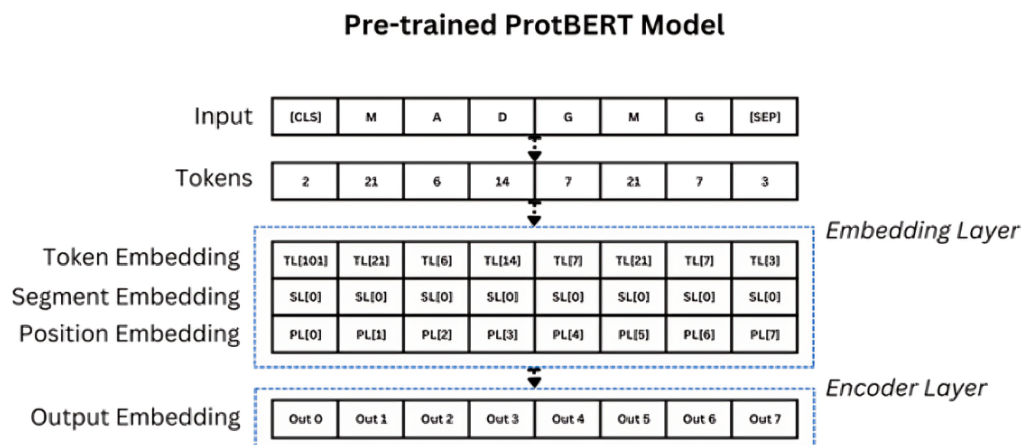 Pre-trained ProtBERT Model
Input [CLS] M A D G M G [SEP]
Tokens 2 21 6 14 7 21 7 3
Embedding Layer
Token Embedding TL[101] TL[21] TL[6] TL[14] TL[7] TL[21] TL[7] TL[3]
Segment Embedding SL[0] SL[0] SL[0] SL[0] SL[0] SL[0] SL[0] SL[0]
Position Embedding PL[0] PL[1] PL[2] PL[3] PL[4] PL[5] PL[6] PL[7]
Encoder Layer
Output Embedding Out 0 Out 1 Out 2 Out 3 Out 4 Out 5 Out 6 Out 7